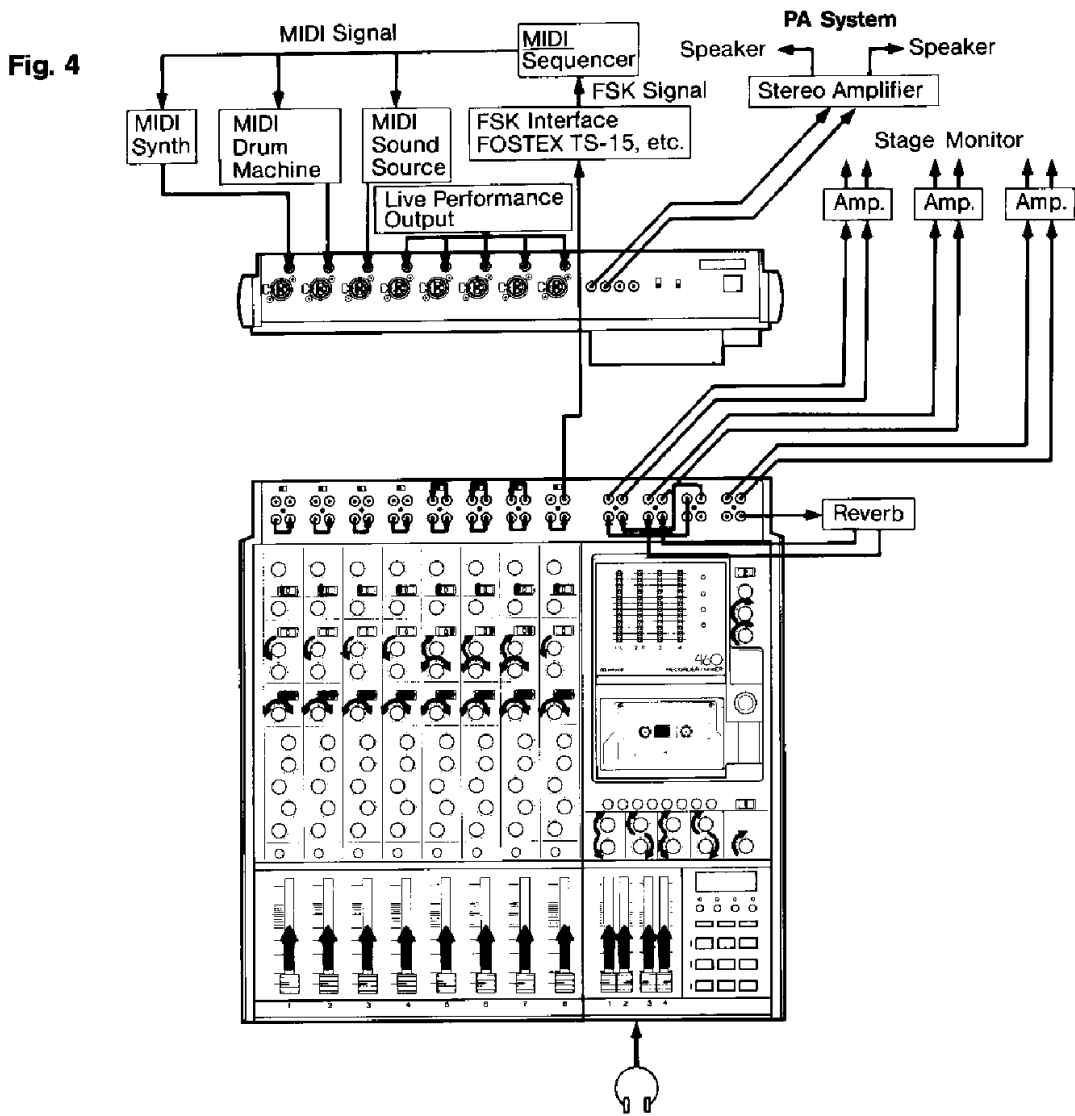 Fig. 4
MIDI Signal
MIDI
Sequencer
PA System
Speaker
Speaker
FSK Signal
Stereo Amplifier
MIDI
Synth
MIDI
Drum
Machine
MIDI
Sound
Source
FSK Interface
FOSTEX TS-15, etc.
Live Performance
Output
Stage Monitor
Amp.
Amp.
Amp.
Reverb
460
1 2 3 4 5 6 7 8 1 2 3 4